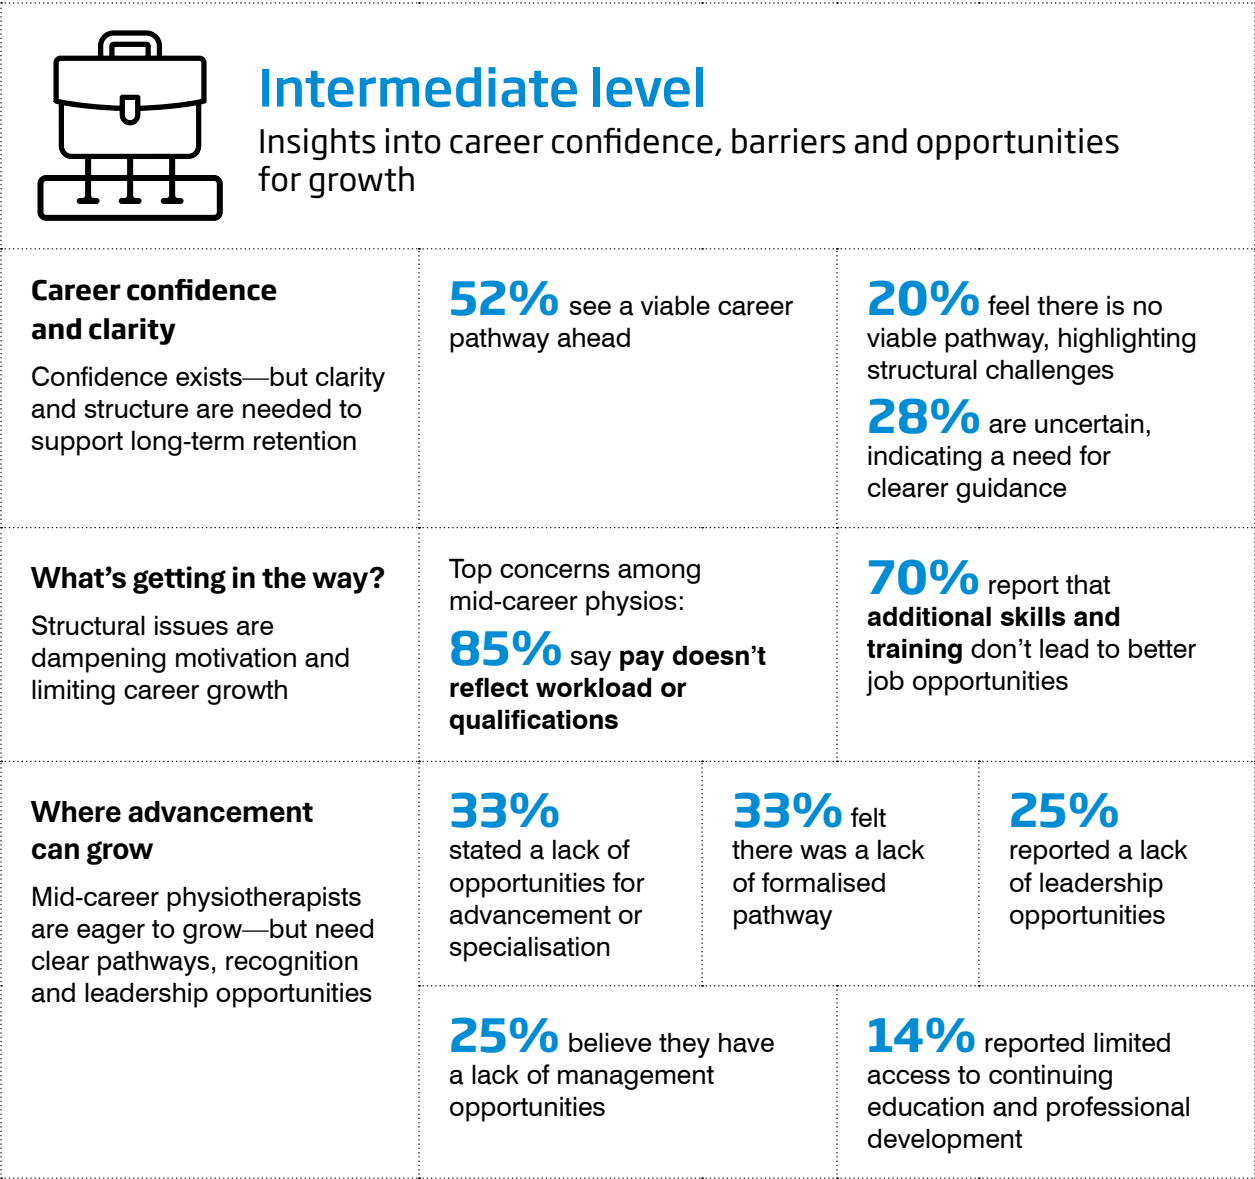 Intermediate level
Insights into career confidence, barriers and opportunities
for growth
Career confidence
and clarity
Confidence exists—but clarity
and structure are needed to
support long-term retention
52% see a viable career
pathway ahead
20% feel there is no
viable pathway, highlighting
structural challenges
28% are uncertain,
indicating a need for
clearer guidance
What’s getting in the way?
Structural issues are
dampening motivation and
limiting career growth
Top concerns among
mid-career physios:
85% say pay doesn’t
reflect workload or
qualifications
70% report that
additional skills and
training don’t lead to better
job opportunities
Where advancement
can grow
Mid-career physiotherapists
are eager to grow—but need
clear pathways, recognition
and leadership opportunities
33%
stated a lack of
opportunities for
advancement or
specialisation
33% felt
there was a lack
of formalised
pathway
25%
reported a lack
of leadership
opportunities
25% believe they have
a lack of management
opportunities
14% reported limited
access to continuing
education and professional
development